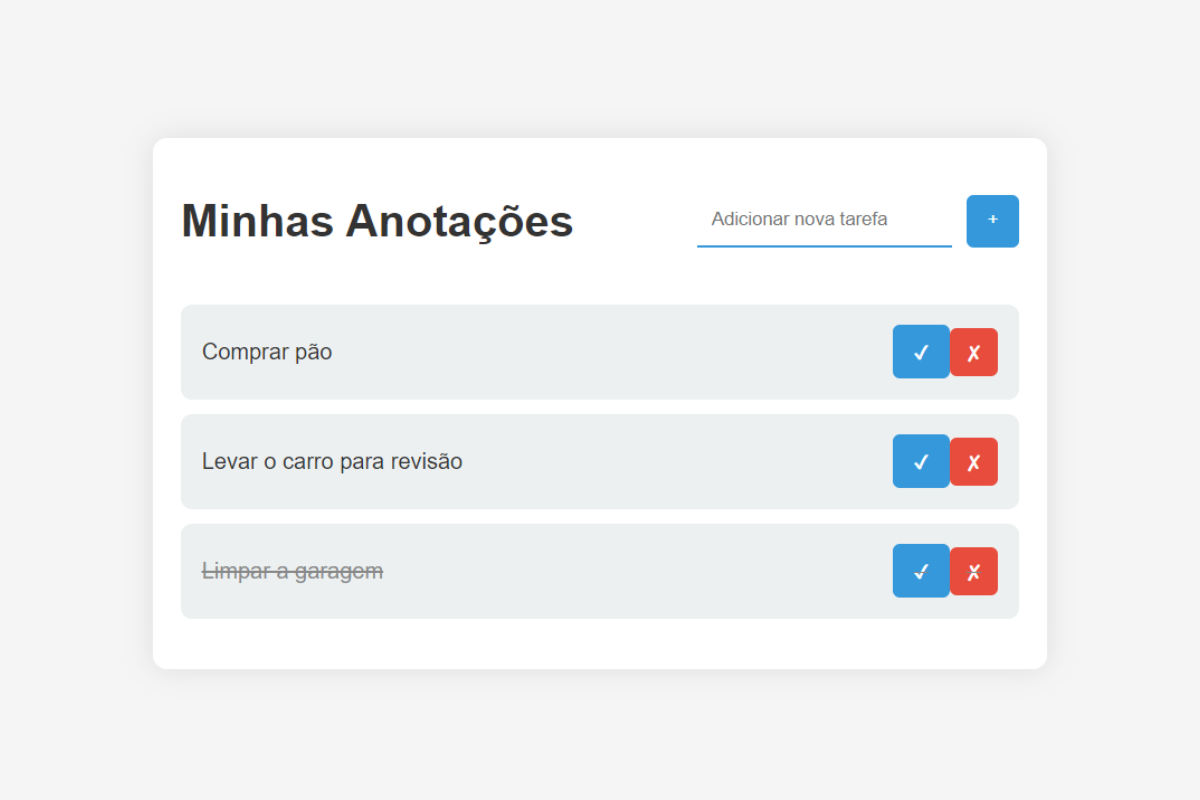 Minhas Anotações
Adicionar nova tarefa
+
Comprar pão
✓ ✗
Levar o carro para revisão
✓ ✗
Limpar a garagem
✓ ✗